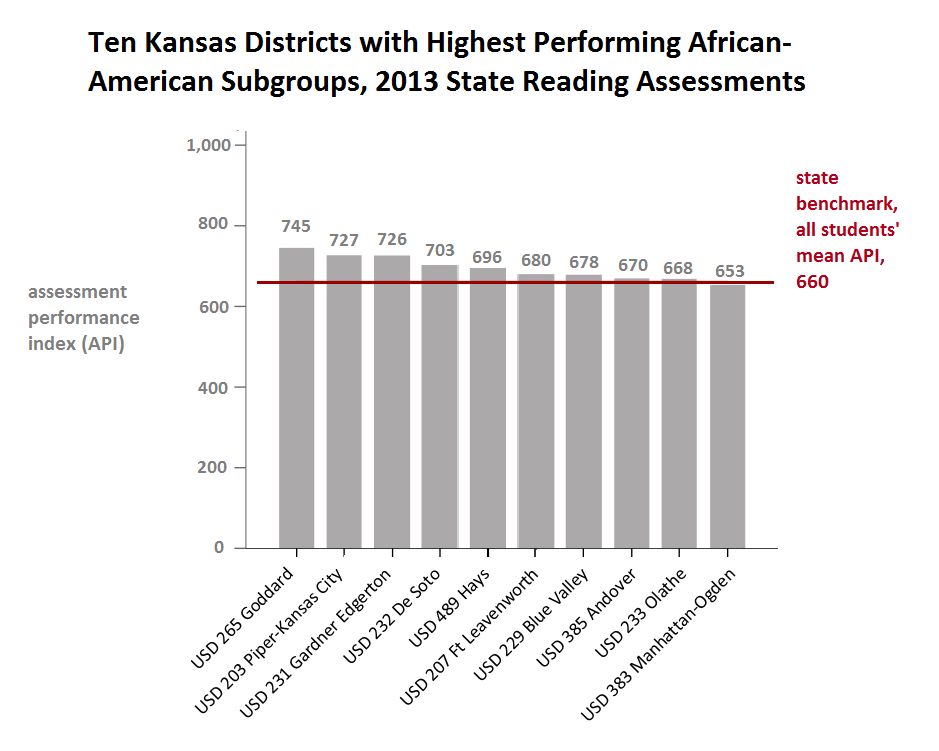 Ten Kansas Districts with Highest Performing African-
American Subgroups, 2013 State Reading Assessments
1,000
800
600
400
200
0
assessment
performance
index (API)
745
727
726
703
696
680
678
670
668
653
state
benchmark,
all students'
mean API,
660
USD 265 Goddard
USD 203 Piper-Kansas City
USD 231 Gardner Edgerton
USD 232 De Soto
USD 489 Hays
USD 207 Ft Leavenworth
USD 229 Blue Valley
USD 385 Andover
USD 233 Olathe
USD 383 Manhattan-Ogden